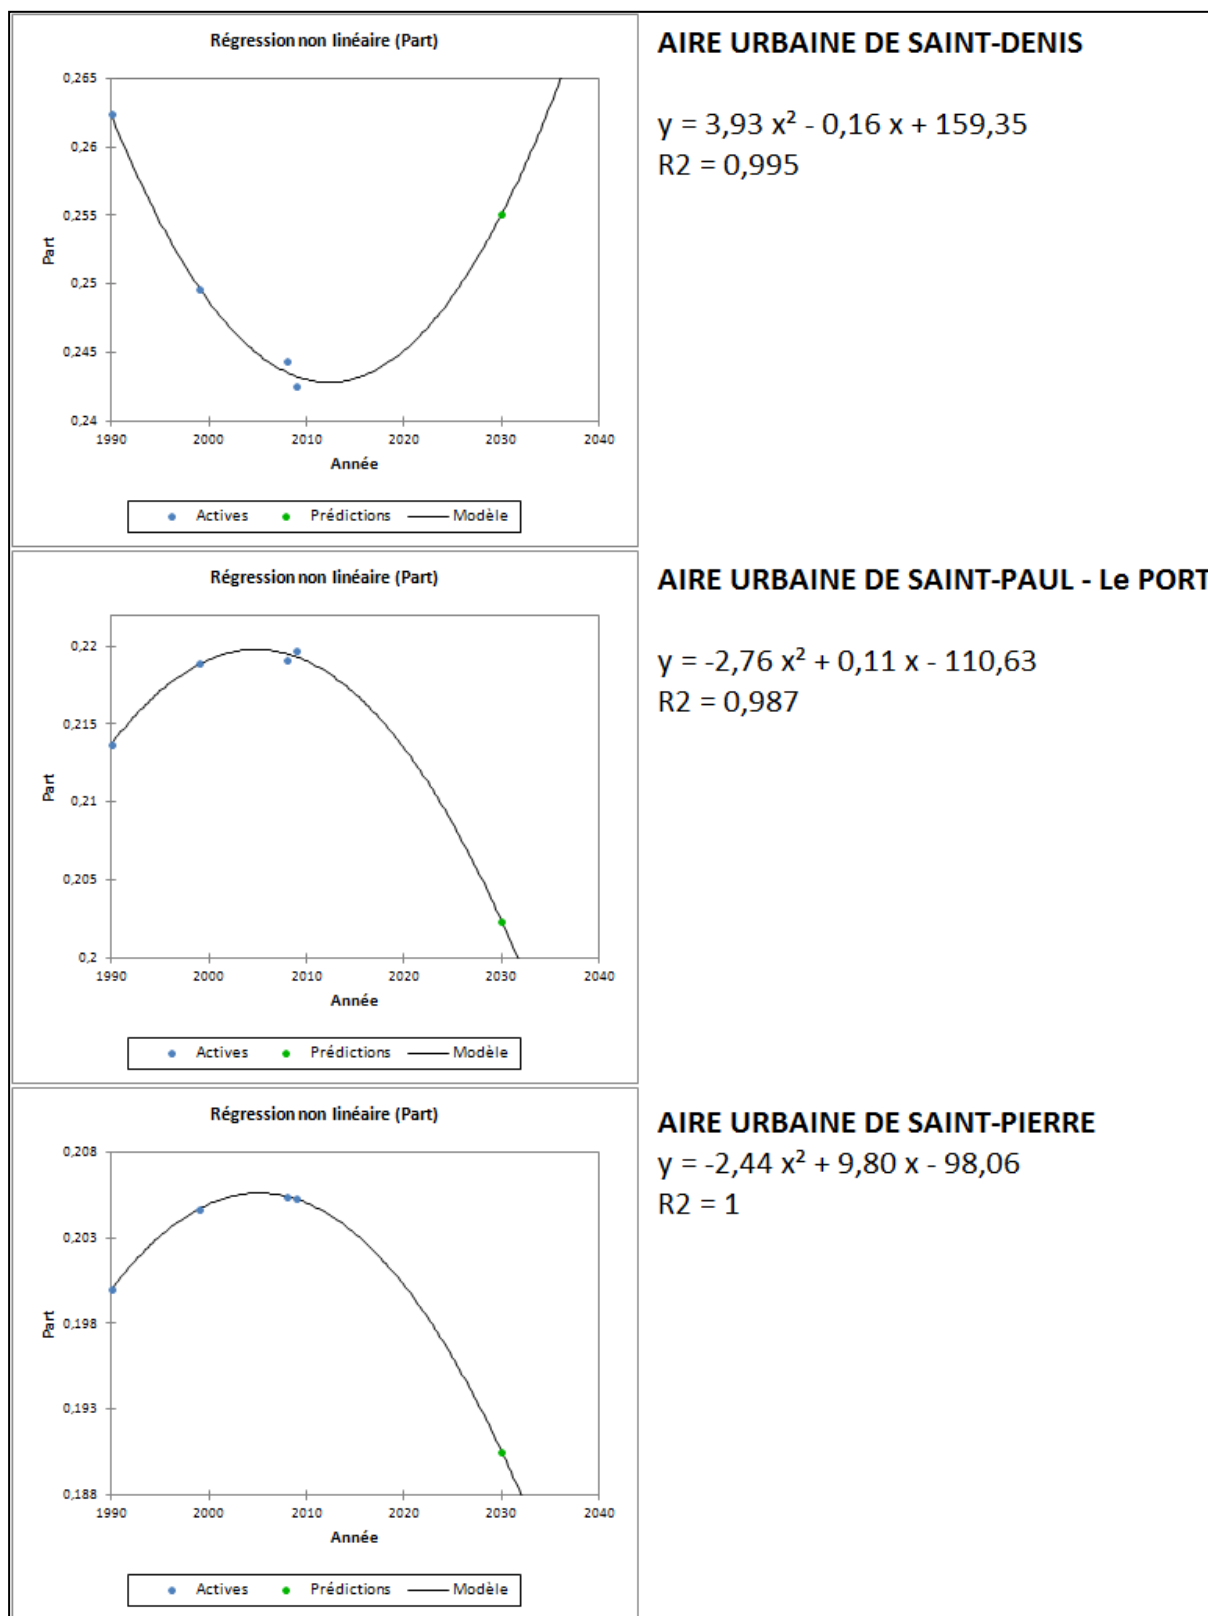 Régression non linéaire (Part)
0,265
0,26
0,255
0,25
0,245
0,24
Part
1990 2000 2010 2020 2030 2040
Année
Actives Prédictions Modèle
AIRE URBAINE DE SAINT-DENIS
y = 3,93 x² - 0,16 x + 159,35
R2 = 0,995
Régression non linéaire (Part)
0,22
0,215
0,21
0,205
0,2
Part
1990 2000 2010 2020 2030 2040
Année
Actives Prédictions Modèle
AIRE URBAINE DE SAINT-PAUL - Le PORT
y = -2,76 x² + 0,11 x - 110,63
R2 = 0,987
Régression non linéaire (Part)
0,208
0,203
0,198
0,193
0,188
Part
1990 2000 2010 2020 2030 2040
Année
Actives Prédictions Modèle
AIRE URBAINE DE SAINT-PIERRE
y = -2,44 x² + 9,80 x - 98,06
R2 = 1